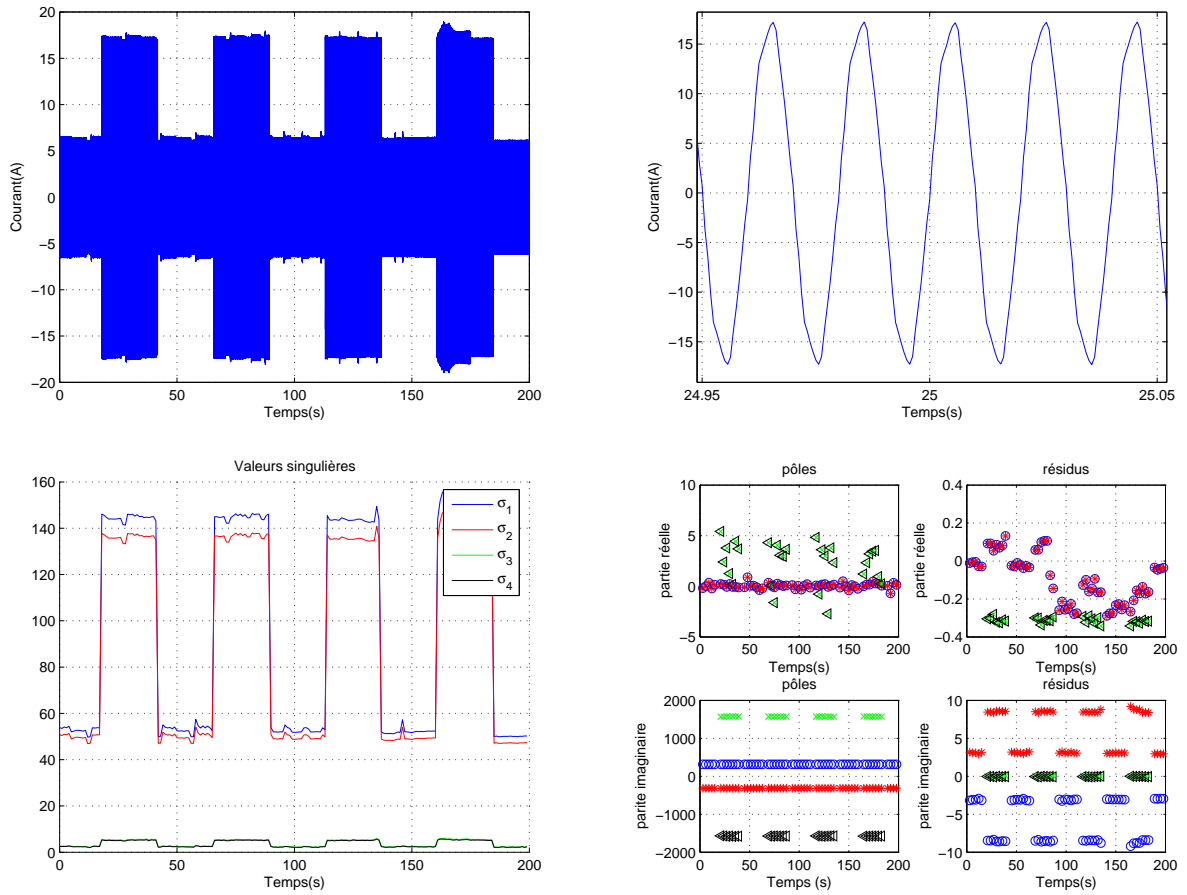 20
15
10
5
0
−5
−10
−15
−20
0 50 100 150 200
Temps(s)
Courant(A)
15
10
5
0
−5
−10
−15
24.95 25 25.05
Temps(s)
Courant(A)
Valeurs singulières
160
140
120
100
80
60
40
20
0
0 50 100 150 200
Temps(s)
σ1
σ2
σ3
σ4
pôles
10
5
0
−5
0 50 100 150 200
Temps(s)
partie réelle
résidus
0.4
0.2
0
−0.2
−0.4
0 50 100 150 200
Temps(s)
pôles
2000
1000
0
−1000
−2000
0 50 100 150 200
Temps (s)
parite imaginaire
résidus
10
5
0
−5
−10
0 50 100 150 200
Temps(s)
parite imaginaire